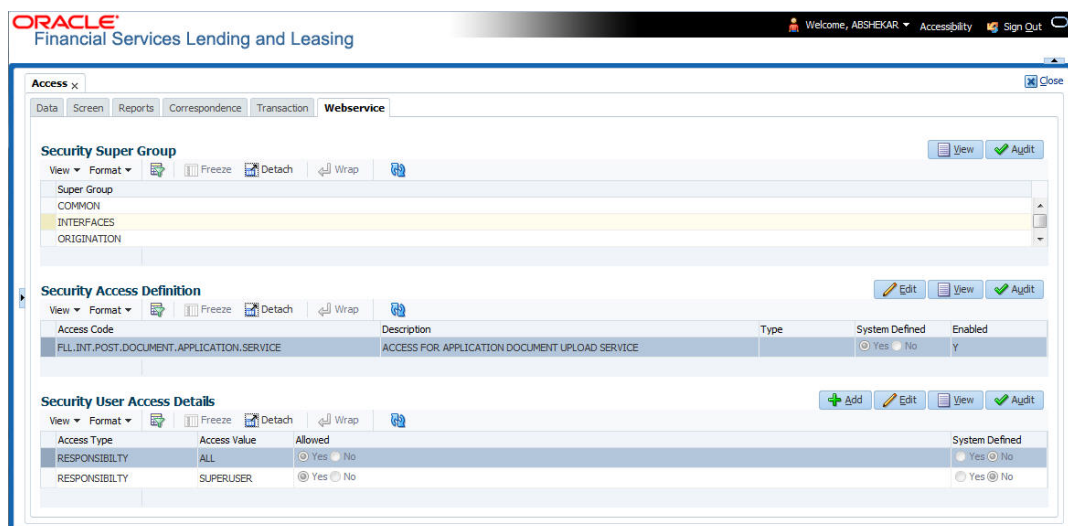 ORACLE
Financial Services Lending and Leasing
Welcome, ABSHEKAR Accessibility Sign Out
Access x
Close
Data Screen Reports Correspondence Transaction Webservice
Security Super Group
View Audit
View Format Freeze Detach Wrap
Super Group
COMMON
INTERFACES
ORIGINATION
Security Access Definition
Edit View Audit
View Format Freeze Detach Wrap
Access Code Description Type System Defined Enabled
FLL.INT.POST.DOCUMENT.APPLICATION.SERVICE ACCESS FOR APPLICATION DOCUMENT UPLOAD SERVICE Yes No Y
Security User Access Details
Add Edit View Audit
View Format Freeze Detach Wrap
Access Type Access Value Allowed System Defined
RESPONSIBILTY ALL Yes No Yes No
RESPONSIBILTY SUPERUSER Yes No Yes No